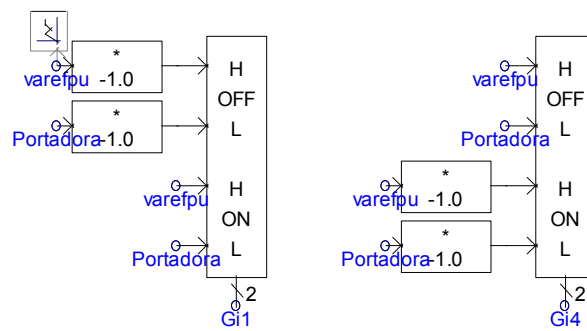 varefpu
*
-1.0
H
OFF
Portadora
*
-1.0
L
varefpu
H
ON
Portadora
L
2
Gi1
varefpu
H
OFF
Portadora
L
varefpu
*
-1.0
H
ON
Portadora
*
-1.0
L
2
Gi4